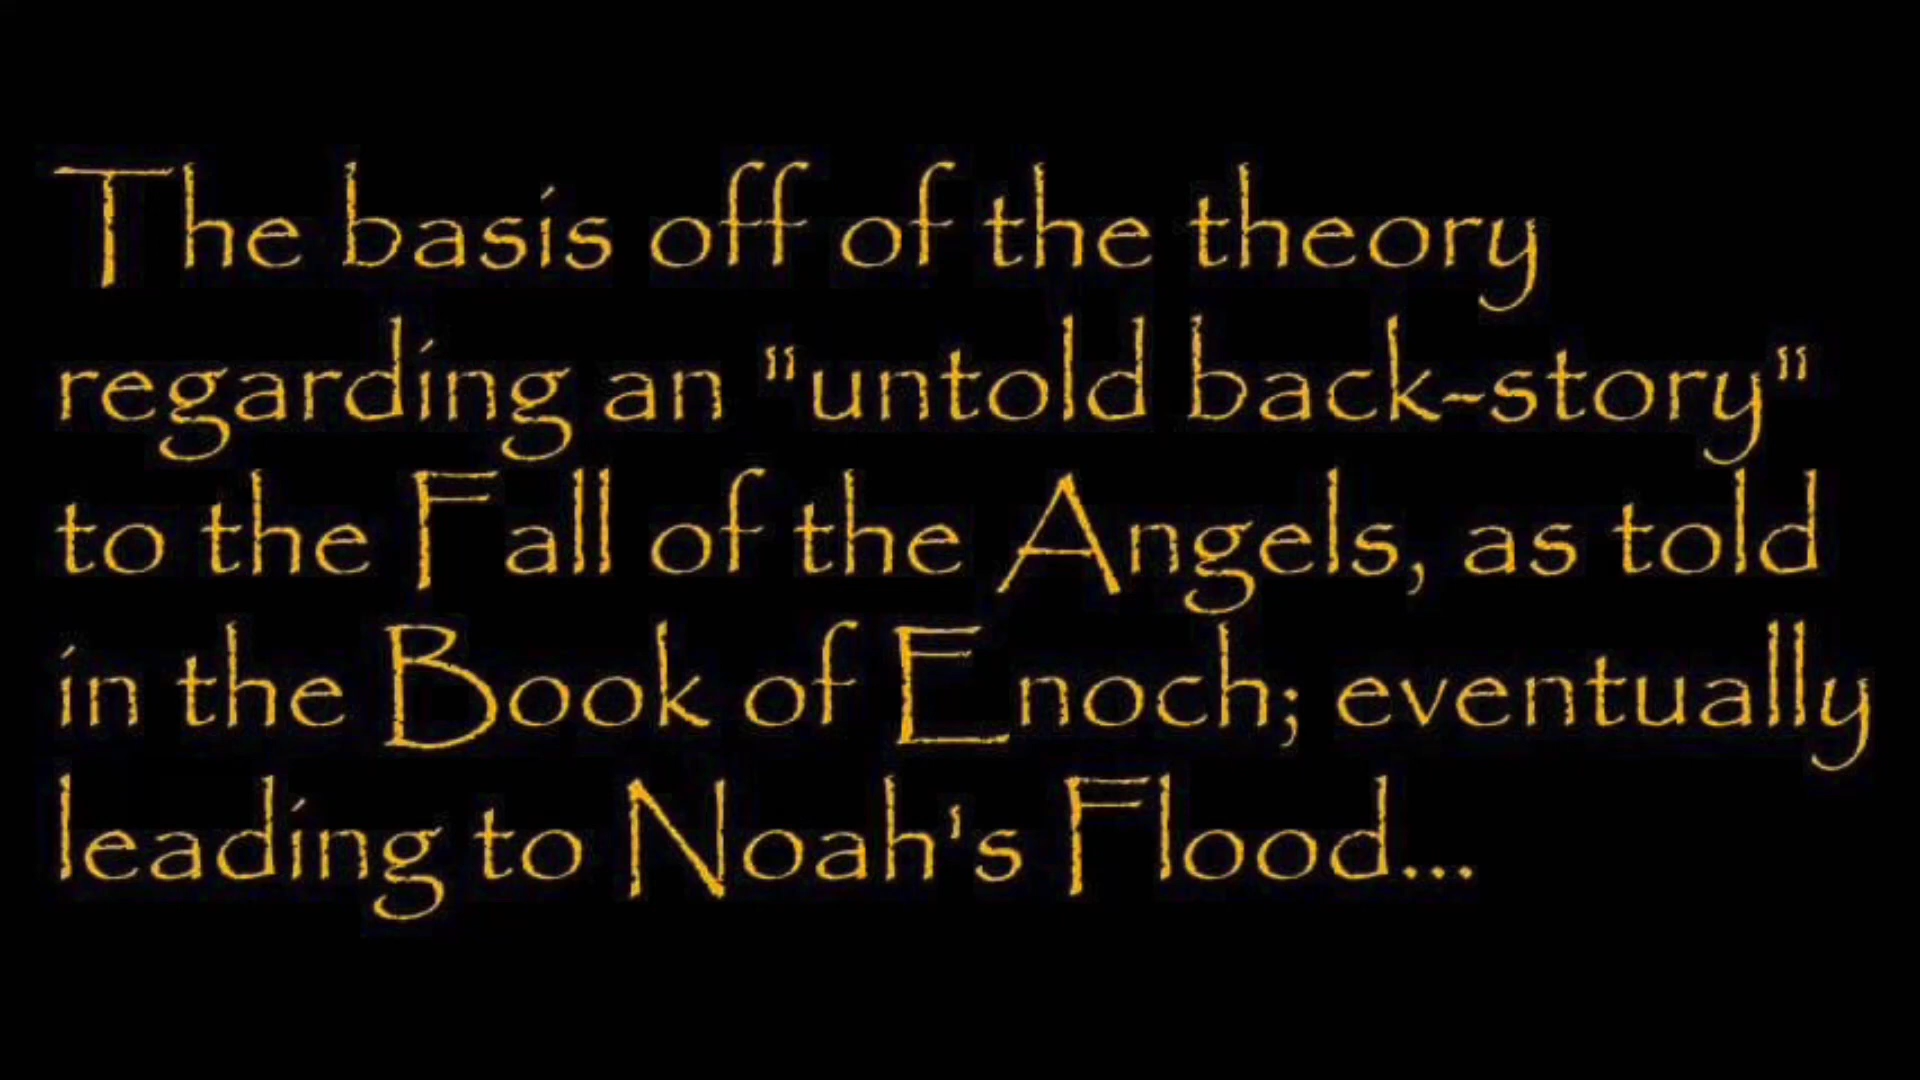 The basis off of the theory
regarding an "untold back-story"
to the Fall of the Angels, as told
in the Book of Enoch; eventually
leading to Noah's Flood...